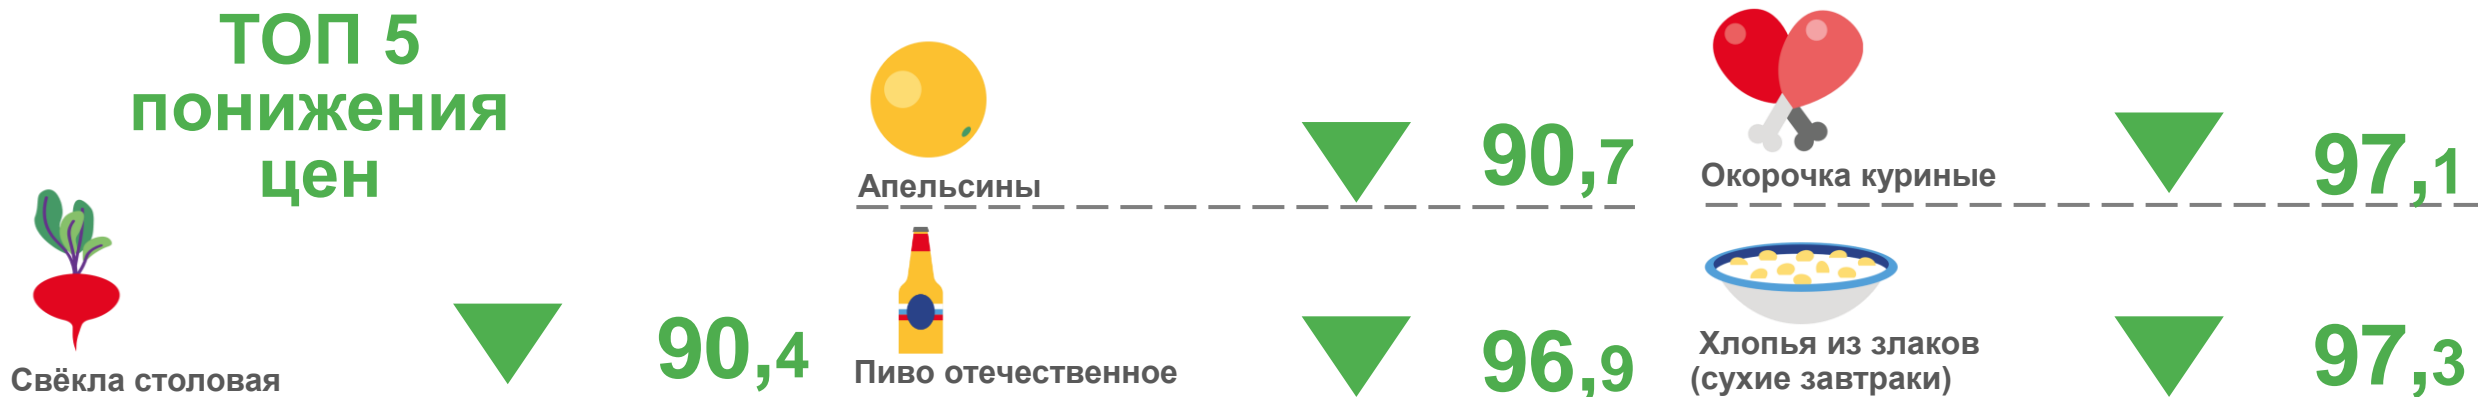 ТОП 5
понижения
цен
Свёкла столовая
90,4
Апельсины
90,7
Пиво отечественное
96,9
Окорочка куриные
97,1
Хлопья из злаков
(сухие завтраки)
97,3